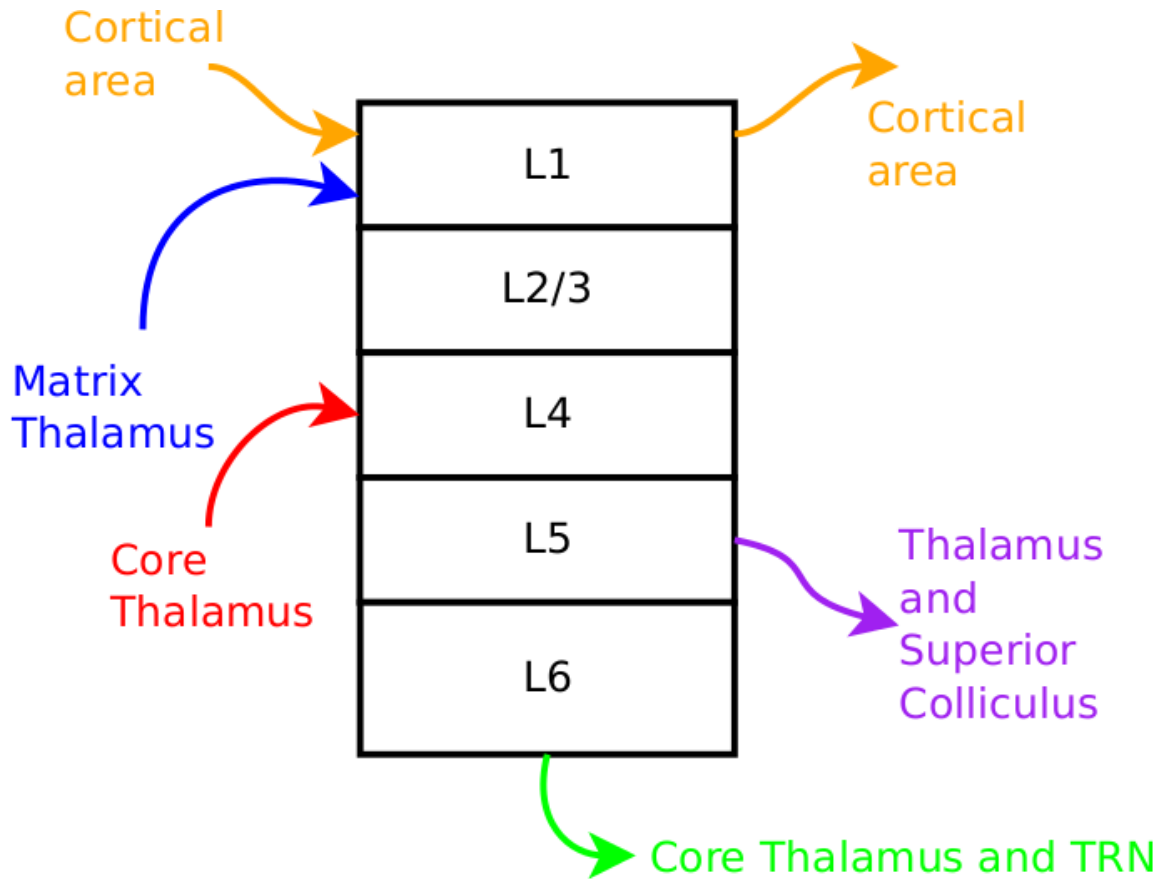 Cortical
area
Cortical
area
L1
L2/3
Matrix
Thalamus
L4
Core
Thalamus
L5
Thalamus
and
Superior
Colliculus
L6
Core Thalamus and TRN